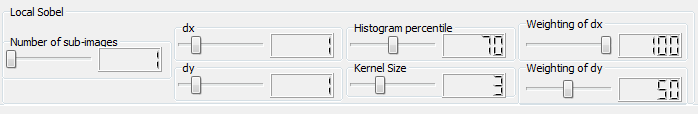 Local Sobel
Number of sub-images
1
dx
1
dy
1
Histogram percentile
70
Kernel Size
3
Weighting of dx
100
Weighting of dy
50